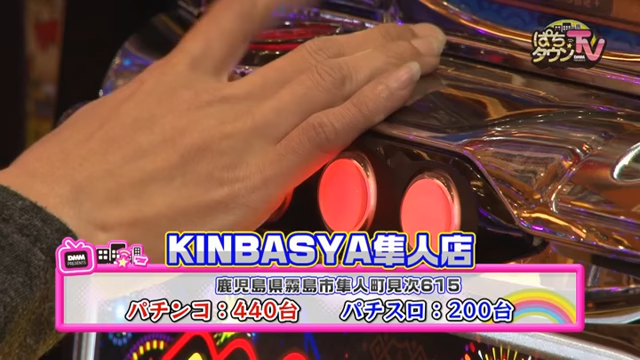 ぱちタウンTV
DMM
PRESENTS
KINBASYA隼人店
鹿児島県霧島市隼人町見次615
パチンコ：440台 パチスロ：200台